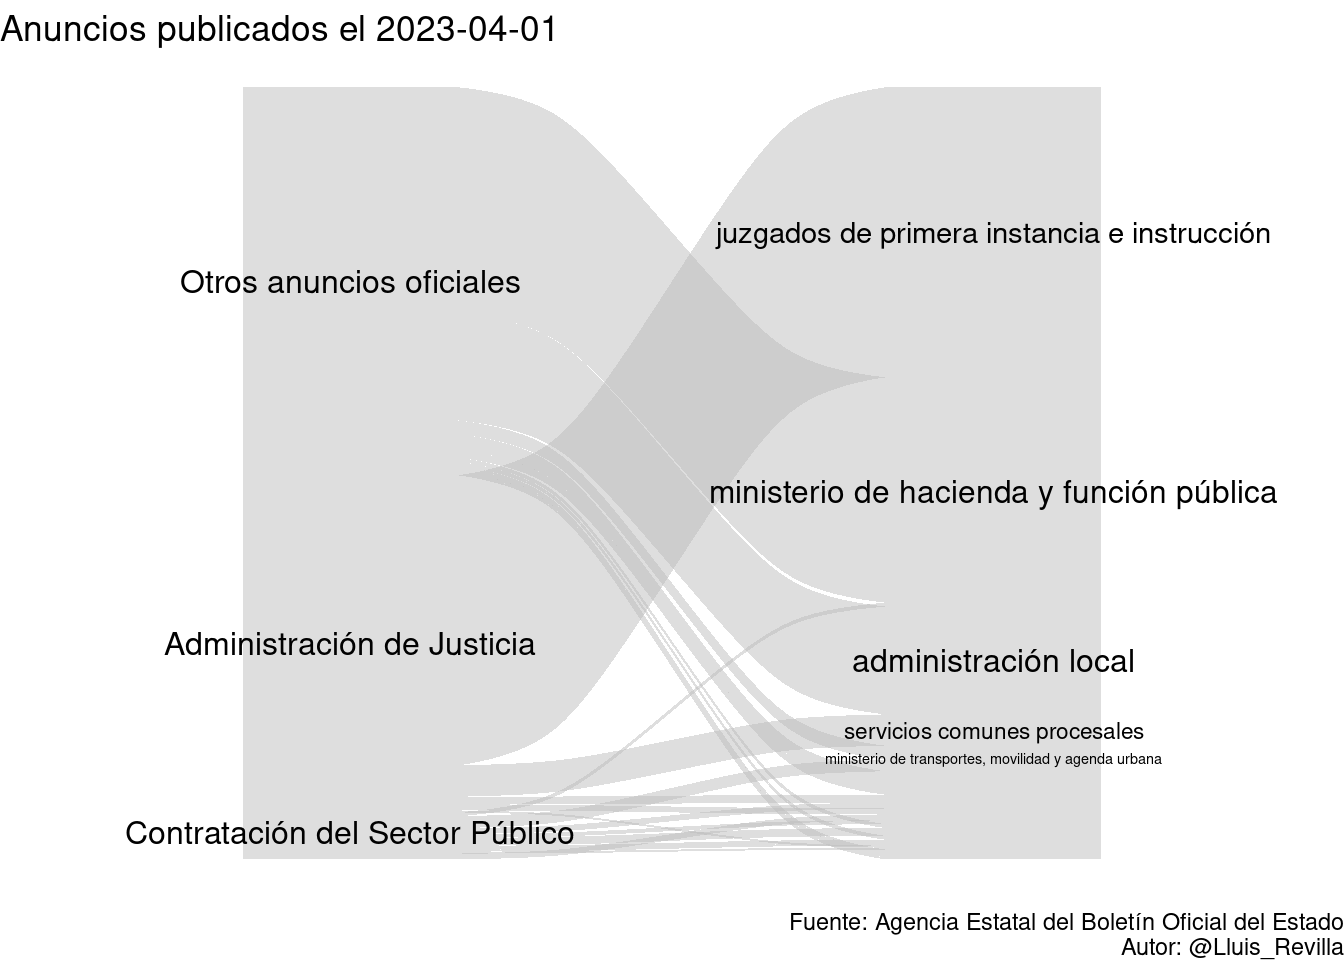 Anuncios publicados el 2023-04-01
juzgados de primera instancia e instrucción
Otros anuncios oficiales
ministerio de hacienda y función pública
Administración de Justicia
administración local
servicios comunes procesales
ministerio de transportes, movilidad y agenda urbana
Contratación del Sector Público
Fuente: Agencia Estatal del Boletín Oficial del Estado
Autor: @Lluis_Revilla